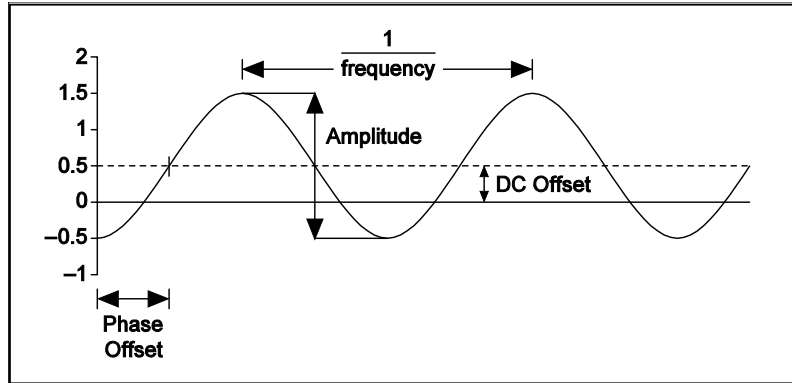 1
frequency
2
1.5
1
0.5
0
–0.5
–1
Amplitude
DC Offset
Phase
Offset